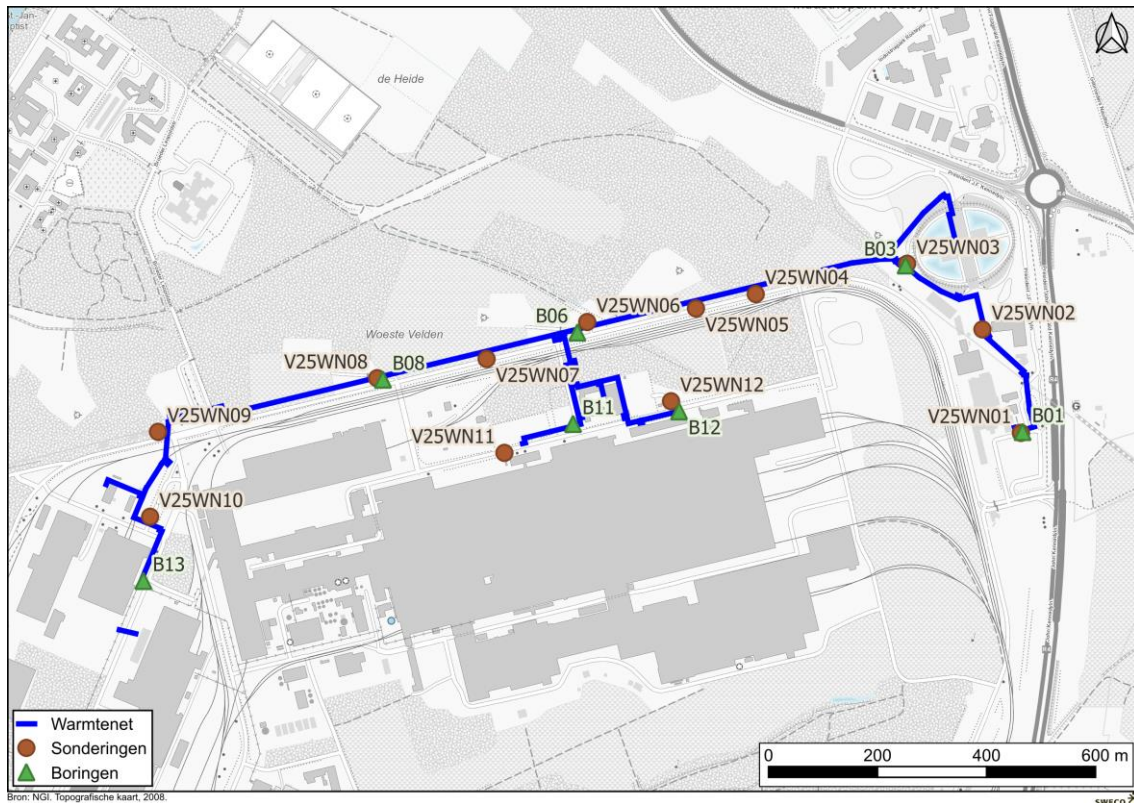 de Heide
B03
V25WN03
V25WN04
V25WN06
V25WN05
V25WN02
B06
Woeste Velden
V25WN08
B08
V25WN07
V25WN12
V25WN09
B11
B12
V25WN01
B01
V25WN11
V25WN10
B13
Warmtenet
Sonderingen
Boringen
0 200 400 600 m
Bron: NGI. Topografische kaart, 2008.
SWECO